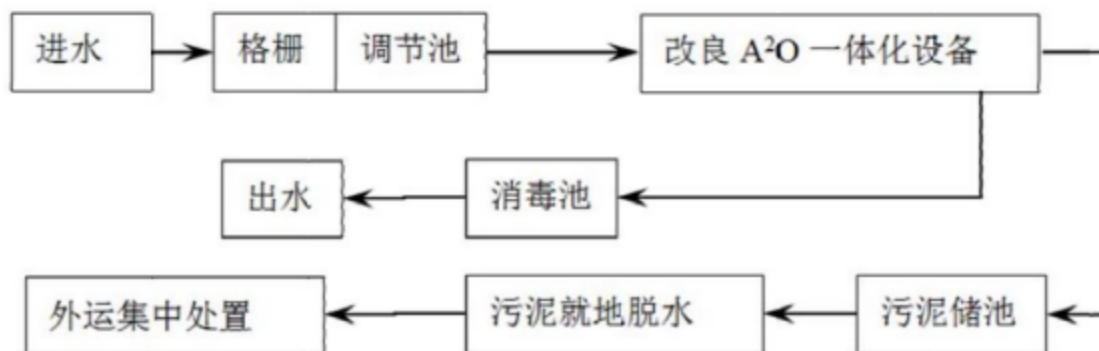 进水
格栅
调节池
改良 A²O 一体化设备
出水
消毒池
外运集中处置
污泥就地脱水
污泥储池